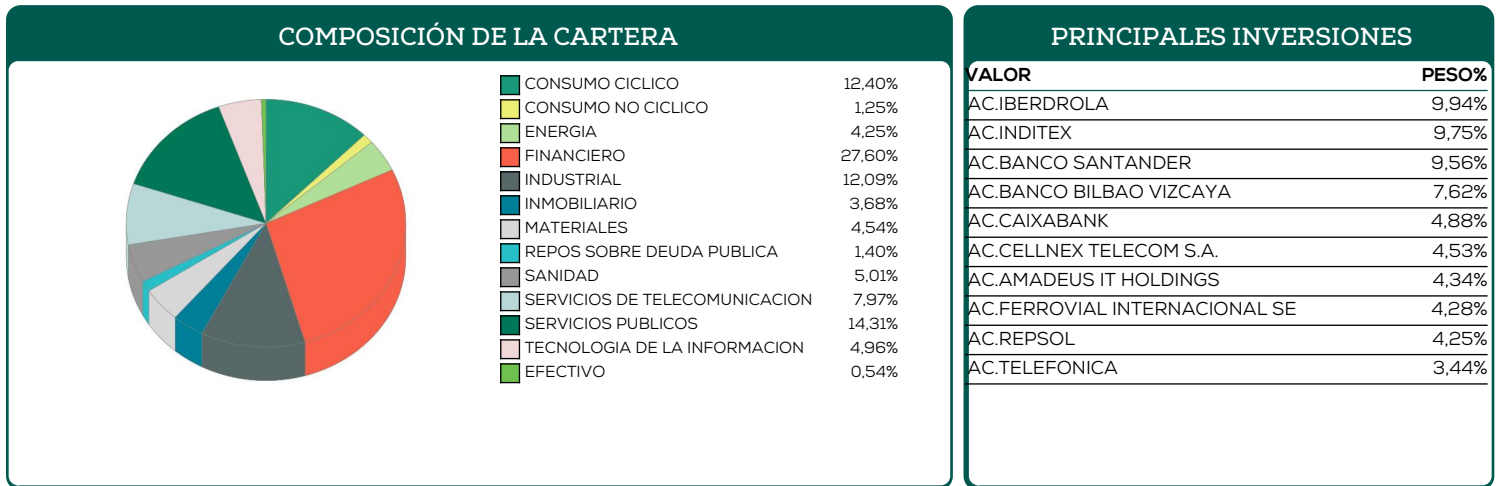 COMPOSICIÓN DE LA CARTERA
CONSUMO CICLICO 12,40%
CONSUMO NO CICLICO 1,25%
ENERGIA 4,25%
FINANCIERO 27,60%
INDUSTRIAL 12,09%
INMOBILIARIO 3,68%
MATERIALES 4,54%
REPOS SOBRE DEUDA PUBLICA 1,40%
SANIDAD 5,01%
SERVICIOS DE TELECOMUNICACION 7,97%
SERVICIOS PUBLICOS 14,31%
TECNOLOGIA DE LA INFORMACION 4,96%
EFECTIVO 0,54%
PRINCIPALES INVERSIONES
VALOR PESO%
AC.IBERDROLA 9,94%
AC.INDITEX 9,75%
AC.BANCO SANTANDER 9,56%
AC.BANCO BILBAO VIZCAYA 7,62%
AC.CAIXABANK 4,88%
AC.CELLNEX TELECOM S.A. 4,53%
AC.AMADEUS IT HOLDINGS 4,34%
AC.FERROVIAL INTERNACIONAL SE 4,28%
AC.REPSOL 4,25%
AC.TELEFONICA 3,44%